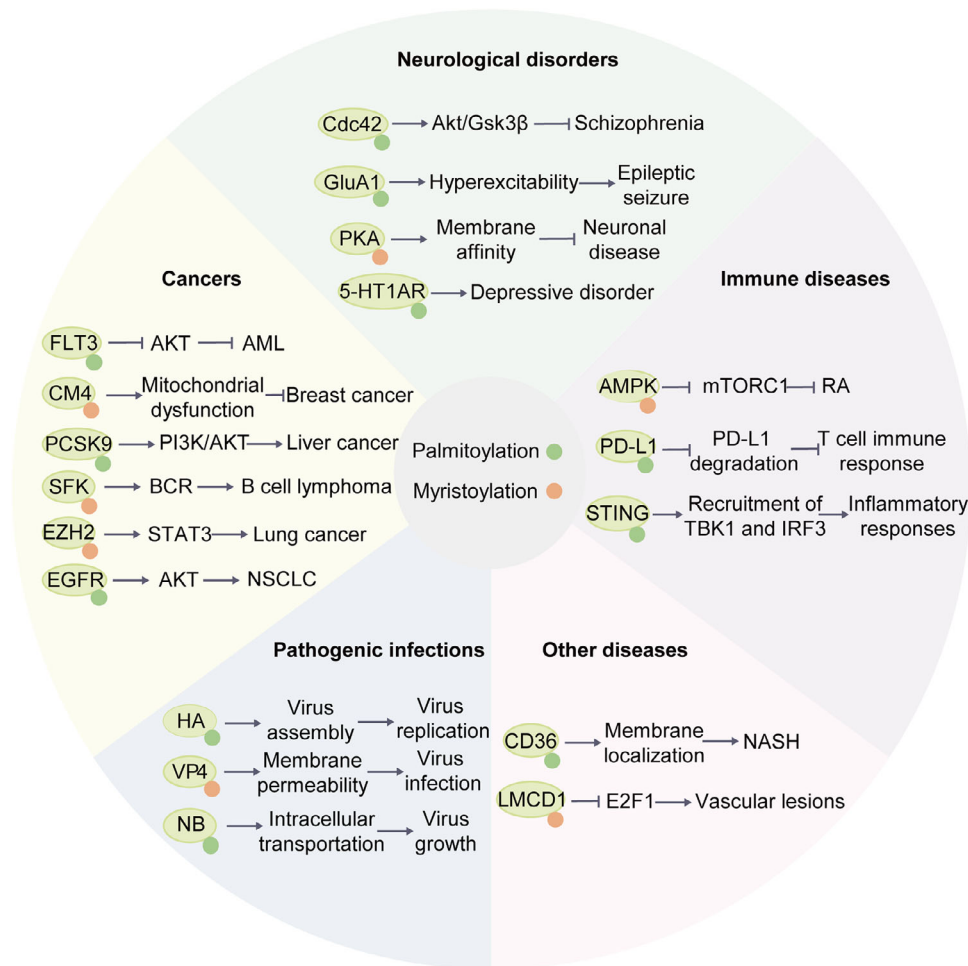 Neurological disorders
Cdc42 Akt/Gsk3β Schizophrenia
GluA1 Hyperexcitability Epileptic
seizure
PKA Membrane Neuronal
affinity disease
5-HT1AR Depressive disorder
Cancers
FLT3 AKT AML
CM4 Mitochondrial Breast cancer
dysfunction
PCSK9 PI3K/AKT Liver cancer
SFK BCR B cell lymphoma
EZH2 STAT3 Lung cancer
EGFR AKT NSCLC
Immune diseases
AMPK mTORC1 RA
PD-L1 PD-L1 T cell immune
degradation response
STING Recruitment of Inflammatory
TBK1 and IRF3 responses
Palmitoylation
Myristoylation
Pathogenic infections
HA Virus Virus
assembly replication
VP4 Membrane Virus
permeability infection
NB Intracellular Virus
transportation growth
Other diseases
CD36 Membrane NASH
localization
LMCD1 E2F1 Vascular lesions